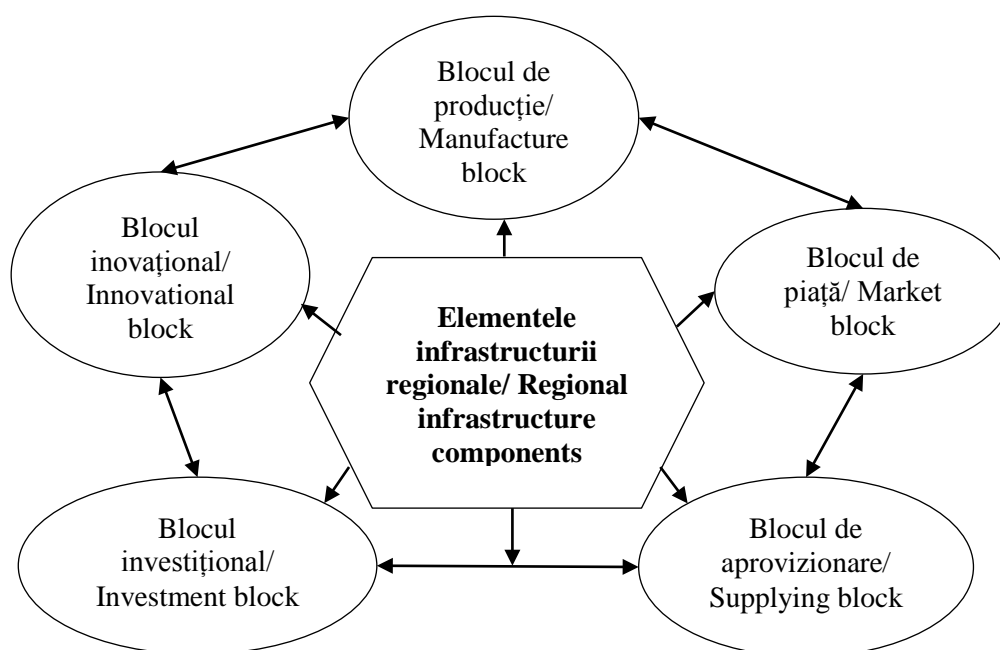 Blocul de
producție/
Manufacture
block
Blocul
inovațional/
Innovational
block
Blocul de
piață/ Market
block
Elementele
infrastructurii
regionale/ Regional
infrastructure
components
Blocul
investițional/
Investment block
Blocul de
aprovizionare/
Supplying block